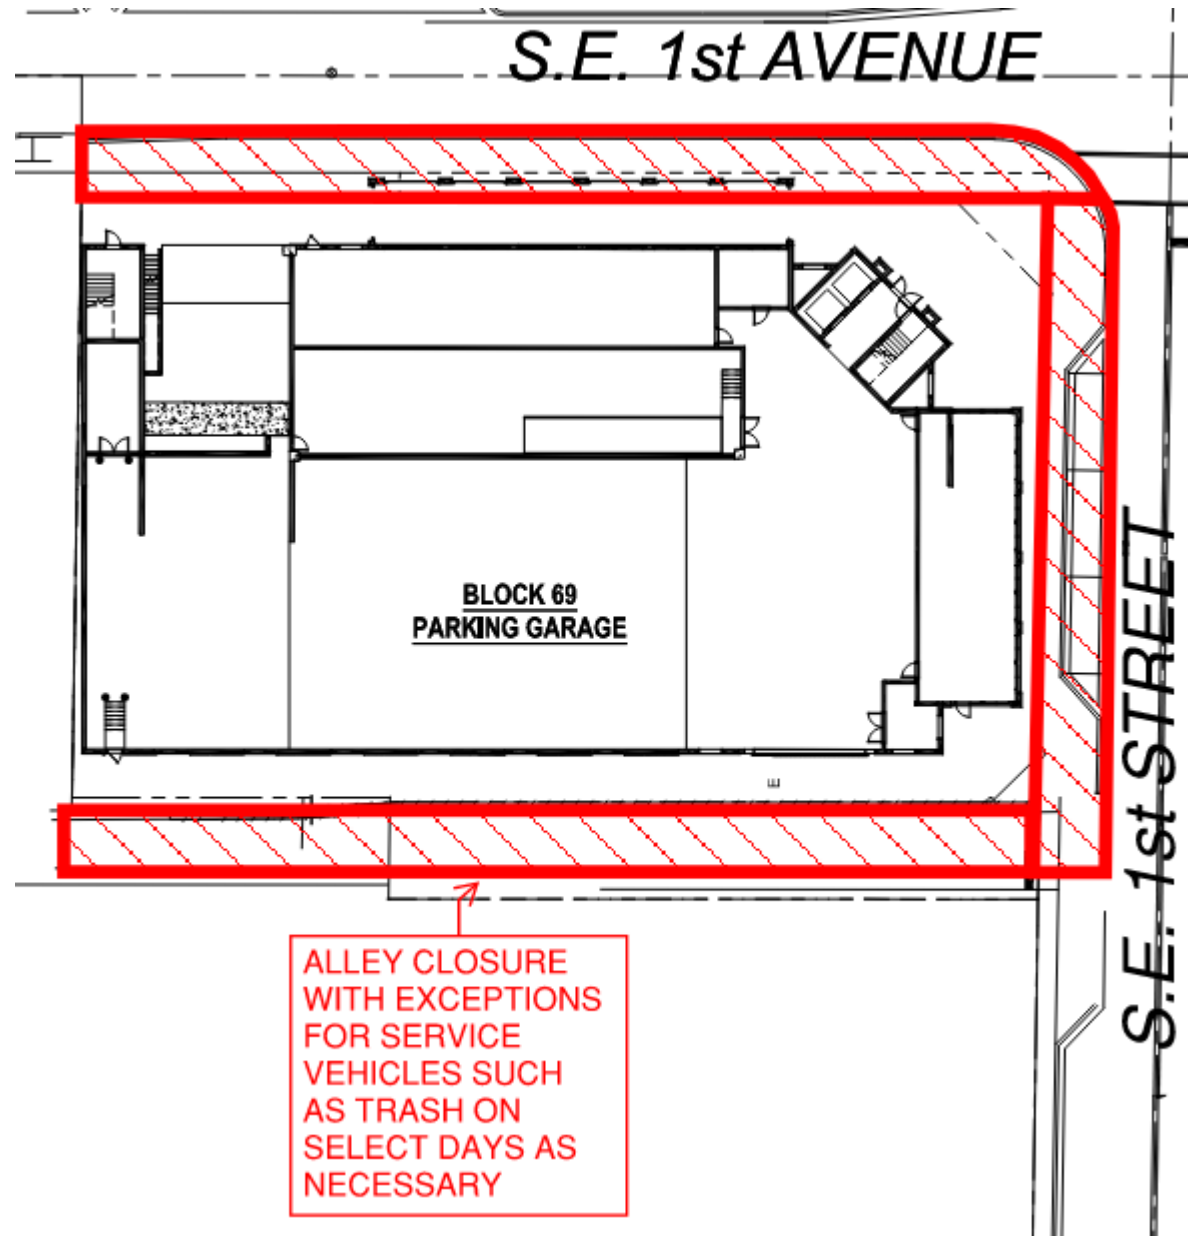 S.E. 1st AVENUE
BLOCK 69
PARKING GARAGE
E
S.E. 1st STREET
ALLEY CLOSURE
WITH EXCEPTIONS
FOR SERVICE
VEHICLES SUCH
AS TRASH ON
SELECT DAYS AS
NECESSARY